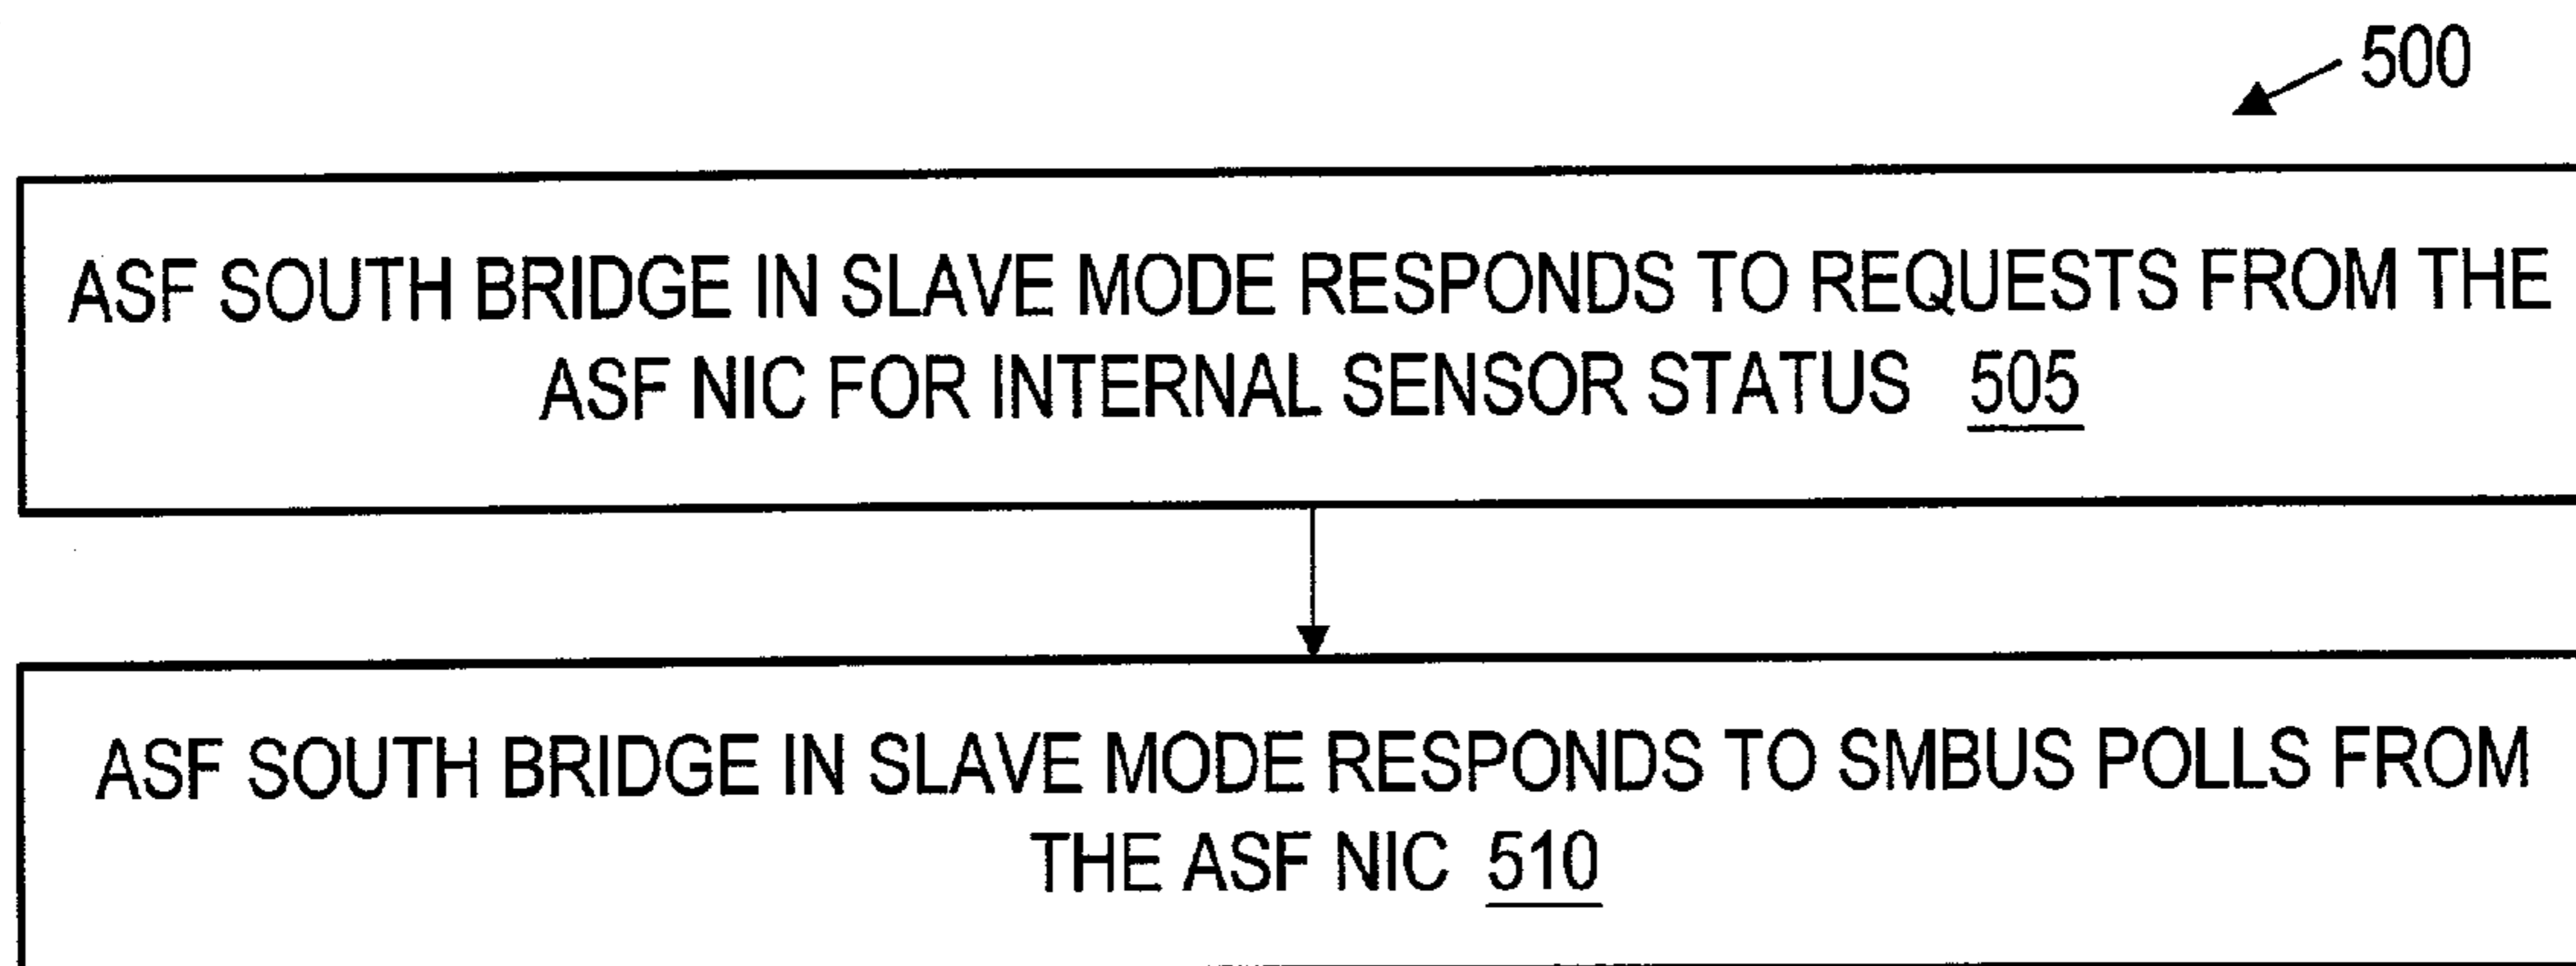 500
ASF SOUTH BRIDGE IN SLAVE MODE RESPONDS TO REQUESTS FROM THE
ASF NIC FOR INTERNAL SENSOR STATUS 505
ASF SOUTH BRIDGE IN SLAVE MODE RESPONDS TO SMBUS POLLS FROM
THE ASF NIC 510